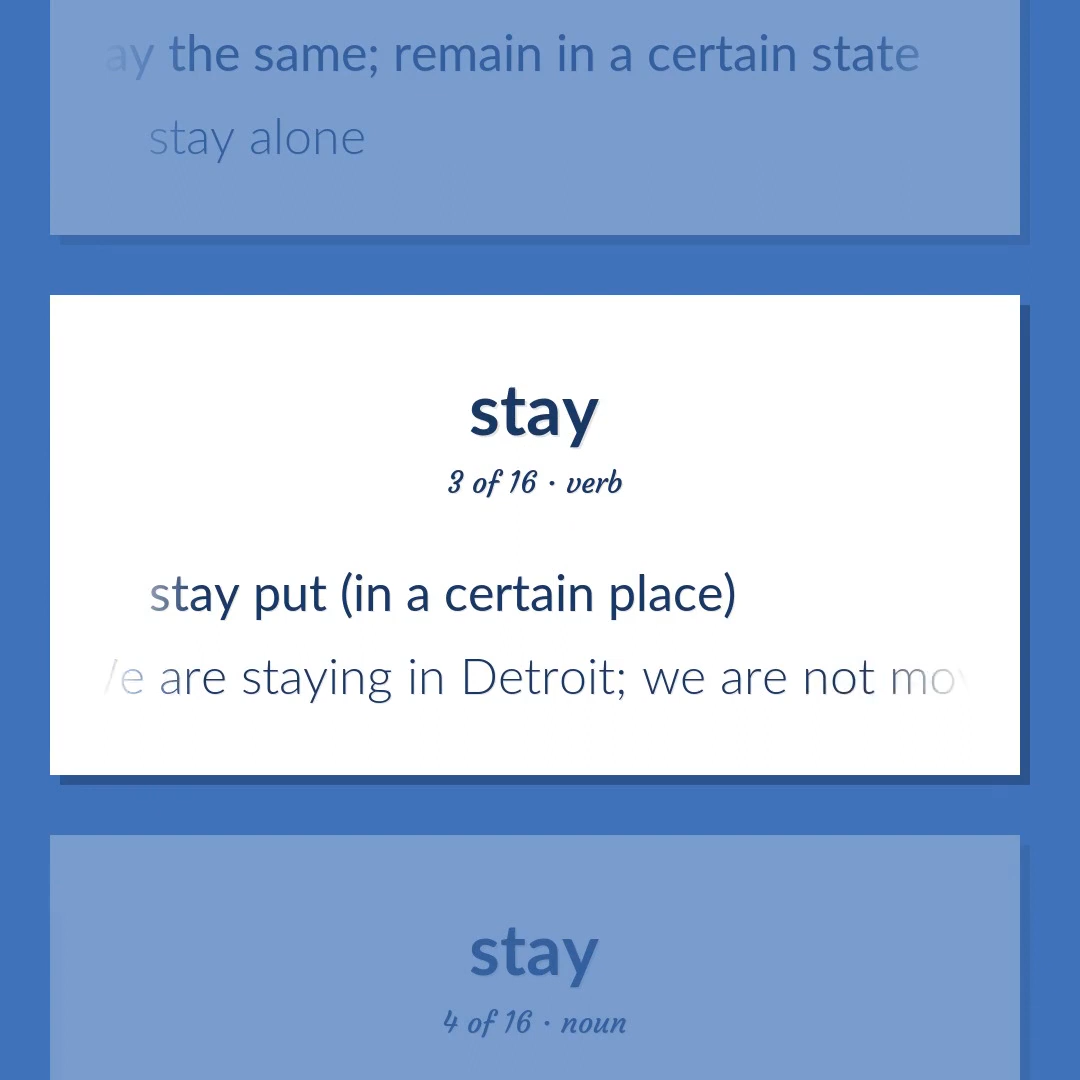 the same; remain in a certain state
stay alone
stay
3 of 16 · verb
stay put (in a certain place)
are staying in Detroit; we are not
stay
4 of 16 · noun